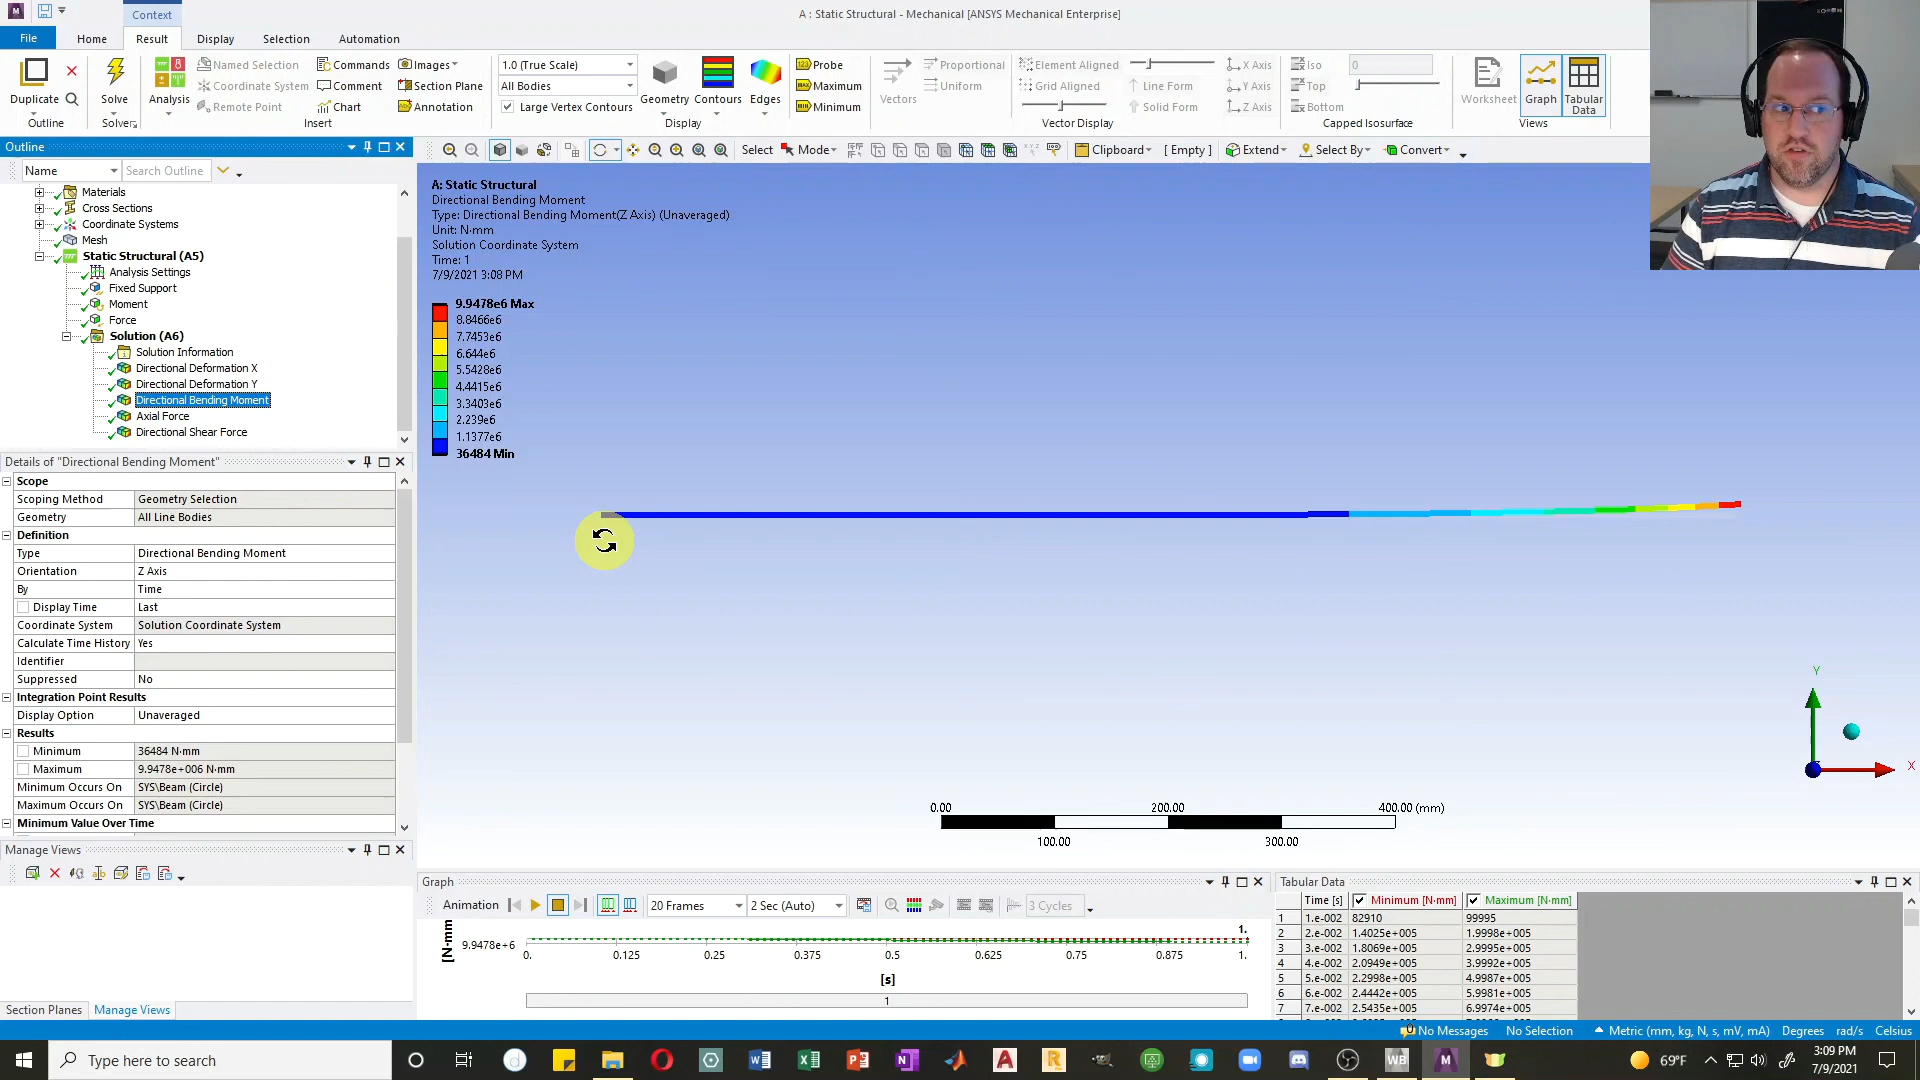 Context
A : Static Structural - Mechanical [ANSYS Mechanical Enterprise]
File Home Result Display Selection Automation
Duplicate
Outline
Solve
Solver
Analysis
Named Selection
Coordinate System
Remote Point
Commands
Comment
Chart
Images
Section Plane
Annotation
Insert
1.0 (True Scale)
All Bodies
Large Vertex Contours
Geometry
Contours
Edges
Display
Probe
Maximum
Minimum
Vectors
Proportional
Uniform
Element Aligned
Grid Aligned
Line Form
Solid Form
X Axis
Y Axis
Z Axis
Vector Display
Iso
Top
Bottom
0
Capped Isosurface
Worksheet
Graph
Tabular Data
Views
Outline
Name
Search Outline
Materials
Cross Sections
Coordinate Systems
Mesh
Static Structural (A5)
Analysis Settings
Fixed Support
Moment
Force
Solution (A6)
Solution Information
Directional Deformation X
Directional Deformation Y
Directional Bending Moment
Axial Force
Directional Shear Force
Select Mode Clipboard [ Empty ] Extend Select By Convert
A: Static Structural
Directional Bending Moment
Type: Directional Bending Moment(Z Axis) (Unaveraged)
Unit: N·mm
Solution Coordinate System
Time: 1
7/9/2021 3:08 PM
9.9478e6 Max
8.8466e6
7.7453e6
6.644e6
5.5428e6
4.4415e6
3.3403e6
2.239e6
1.1377e6
36484 Min
Y
X
0.00 200.00 400.00 (mm)
100.00 300.00
Details of "Directional Bending Moment"
Scope
Scoping Method Geometry Selection
Geometry All Line Bodies
Definition
Type Directional Bending Moment
Orientation Z Axis
By Time
Display Time Last
Coordinate System Solution Coordinate System
Calculate Time History Yes
Identifier
Suppressed No
Integration Point Results
Display Option Unaveraged
Results
Minimum 36484 N·mm
Maximum 9.9478e+006 N·mm
Minimum Occurs On SYS\Beam (Circle)
Maximum Occurs On SYS\Beam (Circle)
Minimum Value Over Time
Manage Views
Section Planes Manage Views
Graph
Animation 20 Frames 2 Sec (Auto) 3 Cycles
[N·mm
9.9478e+6
1.
0. 0.125 0.25 0.375 0.5 0.625 0.75 0.875 1.
[s]
1
Tabular Data
Time [s] Minimum [N·mm] Maximum [N·mm]
1 1.e-002 82910 99995
2 2.e-002 1.4025e+005 1.9998e+005
3 3.e-002 1.8069e+005 2.9995e+005
4 4.e-002 2.0949e+005 3.9992e+005
5 5.e-002 2.2998e+005 4.9987e+005
6 6.e-002 2.4442e+005 5.9981e+005
7 7.e-002 2.5435e+005 6.9974e+005
No Messages No Selection Metric (mm, kg, N, s, mV, mA) Degrees rad/s Celsius
Type here to search
69°F
3:09 PM
7/9/2021